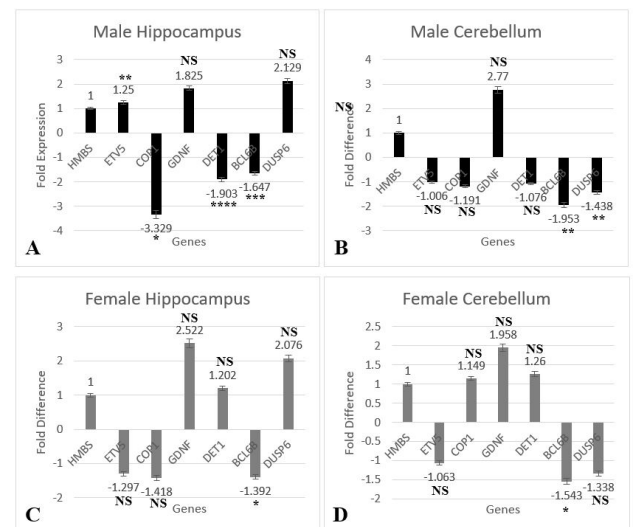 Male Hippocampus
Fold Expression
3
2
1
0
-1
-2
-3
-4
1
**
1.25
NS
1.825
NS
2.129
HMBS
ETV5
COP1
GDNF
DET1
BCL6B
DUSP6
-3.329
*
-1.903
****
-1.647
***
Genes
A
Male Cerebellum
Fold Difference
NS
4
3
2
1
0
-1
-2
-3
1
NS
2.77
HMBS
ETV5
COP1
GDNF
DET1
BCL6B
DUSP6
-1.006
NS
-1.191
-1.076
NS
-1.953
**
-1.438
**
Genes
B
Female Hippocampus
Fold Difference
3
2
1
0
-1
-2
1
NS
2.522
NS
1.202
NS
2.076
HMBS
ETV5
COP1
GDNF
DET1
BCL6B
DUSP6
-1.297
NS
-1.418
NS
-1.392
*
Genes
C
Female Cerebellum
Fold Difference
2.5
2
1.5
1
0.5
0
-0.5
-1
-1.5
-2
1
NS
1.149
NS
1.958
NS
1.26
HMBS
ETV5
COP1
GDNF
DET1
BCL6B
DUSP6
-1.063
NS
-1.543
*
-1.338
NS
Genes
D